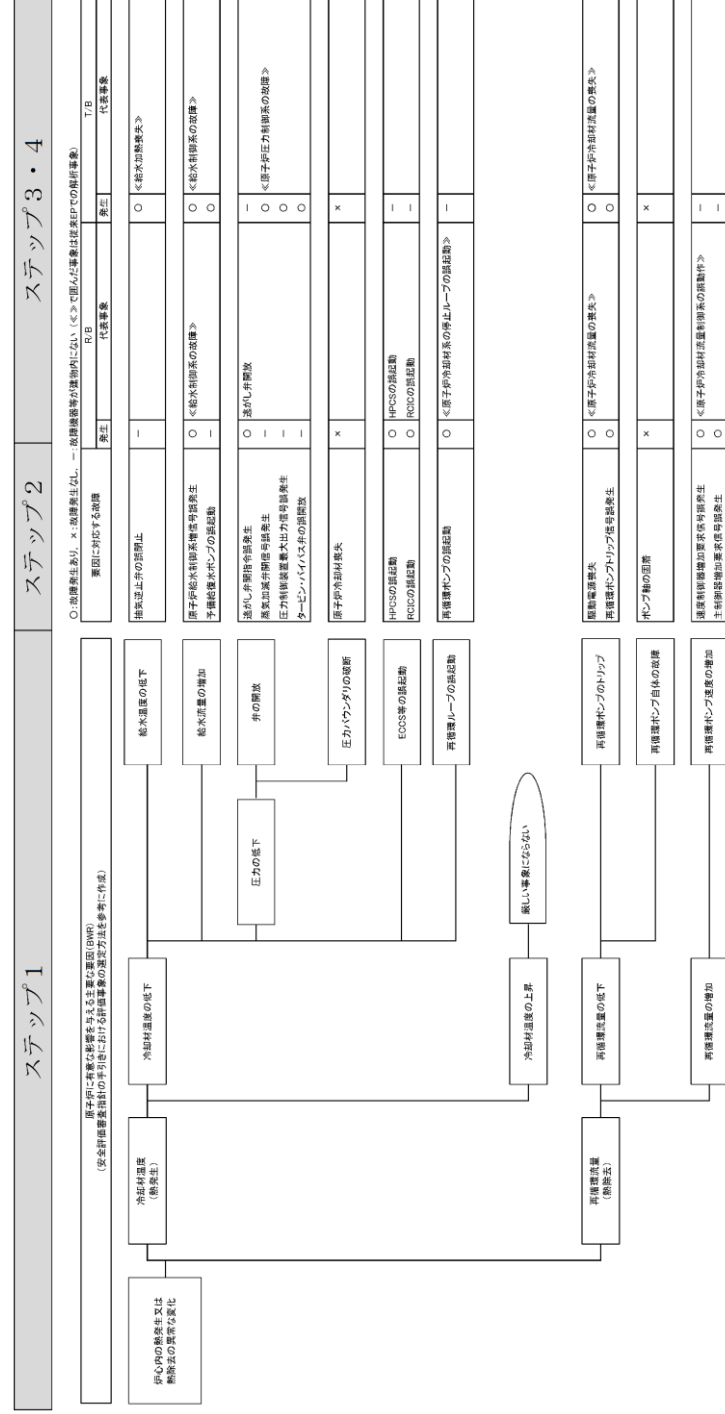 ステップ1
ステップ2
ステップ3・4
○:故障発生あり、×:故障発生なし、－:故障機器等が建物内にない(≪≫で囲んだ事象は従来EPでの解析事象)
原子炉に有意な影響を与える主要な要因(BWR)
(安全評価審査指針の手引きにおける評価事象の選定方法を参考に作成)
要因に対応する故障
R/B
T/B
発生
代表事象
発生
代表事象
炉心内の熱発生又は
熱除去の異常な変化
冷却材温度
(熱発生)
冷却材温度の低下
給水温度の低下
抽気逆止弁の誤閉止
－
○
≪給水加熱喪失≫
給水流量の増加
原子炉給水制御系増信号誤発生
予備給復水ポンプの誤起動
○
≪給水制御系の故障≫
－
○
≪給水制御系の故障≫
○
圧力の低下
弁の開放
逃がし弁開指令誤発生
蒸気加減弁開信号誤発生
圧力制御装置最大出力信号誤発生
タービン・バイパス弁の誤開放
○
逃がし弁開放
－
－
－
－
○
≪原子炉圧力制御系の故障≫
○
○
圧力バウンダリの破断
原子炉冷却材喪失
×
×
ECCS等の誤起動
HPCSの誤起動
RCICの誤起動
○
HPCSの誤起動
○
RCICの誤起動
－
－
再循環ループの誤起動
再循環ポンプの誤起動
○
≪原子炉冷却材系の停止ループの誤起動≫
－
冷却材温度の上昇
厳しい事象にならない
再循環流量
(熱除去)
再循環流量の低下
再循環ポンプのトリップ
駆動電源喪失
再循環ポンプトリップ信号誤発生
○
≪原子炉冷却材流量の喪失≫
○
○
≪原子炉冷却材流量の喪失≫
○
再循環ポンプ自体の故障
ポンプ軸の固着
×
×
再循環流量の増加
再循環ポンプ速度の増加
速度制御器増加要求信号誤発生
主制御器増加要求信号誤発生
○
≪原子炉冷却材流量制御系の誤動作≫
○
－
－